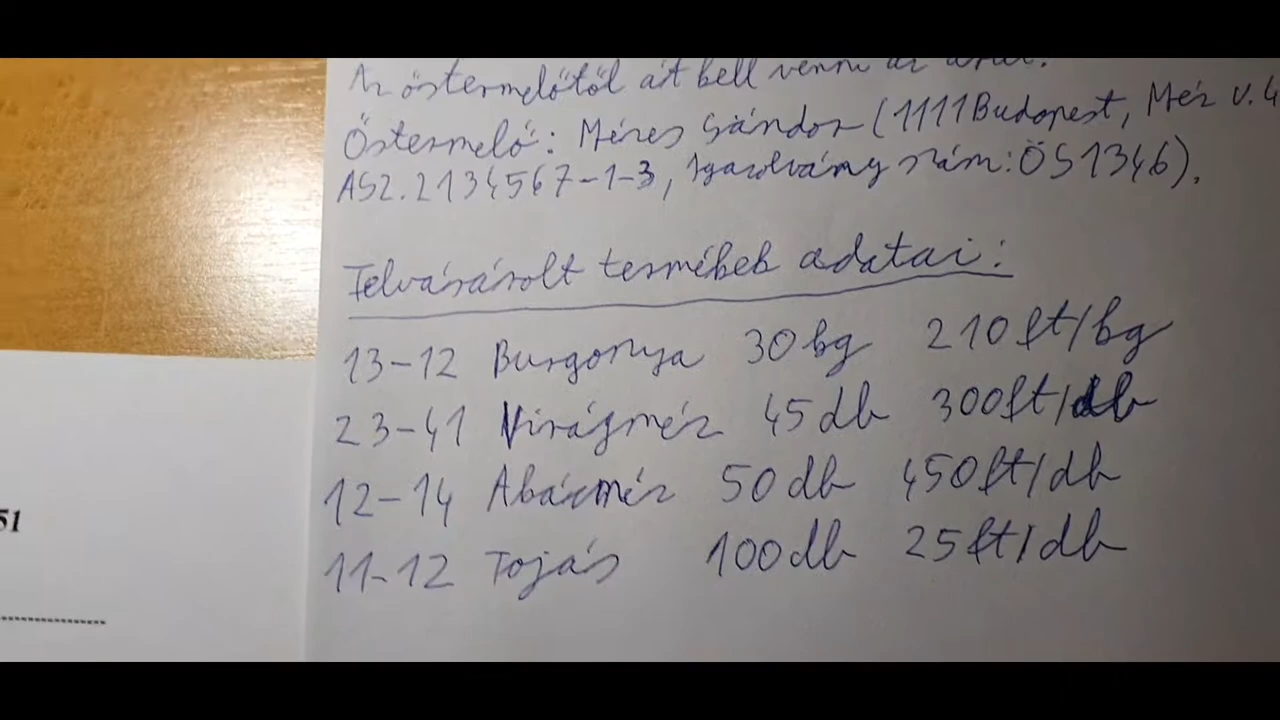 Az őstermelőtől át kell venni az árut.
Őstermelő: Mézes Sándor (1111 Budapest, Méz u. 4
ASZ. 2134567-1-3, Igazolvány szám: ŐS1346).
Felvásárolt termékek adatai:
13-12 Burgonya 30 kg 210 ft/kg
23-41 Virágméz 45 db 300 ft/db
12-14 Akácméz 50 db 450 ft/db
11-12 Tojás 100 db 25 ft/db
51